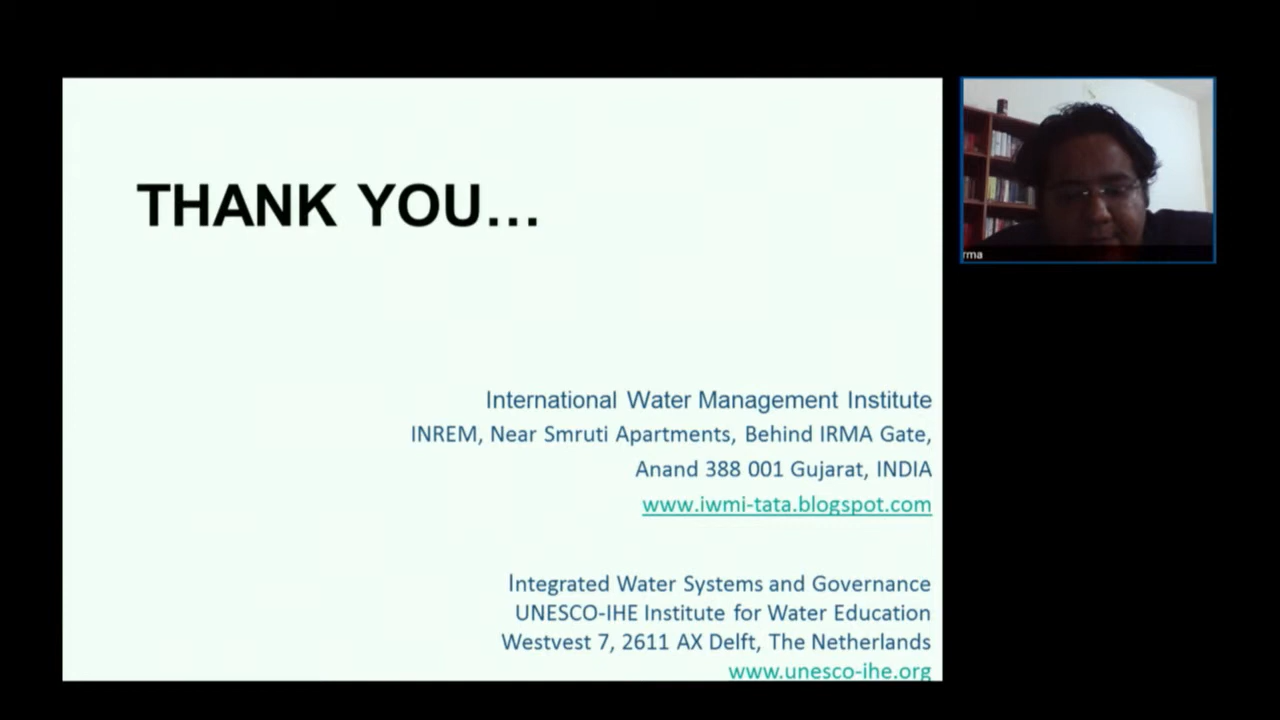 THANK YOU...
International Water Management Institute
INREM, Near Smruti Apartments, Behind IRMA Gate,
Anand 388 001 Gujarat, INDIA
www.iwmi-tata.blogspot.com
Integrated Water Systems and Governance
UNESCO-IHE Institute for Water Education
Westvest 7, 2611 AX Delft, The Netherlands
www.unesco-ihe.org
rma